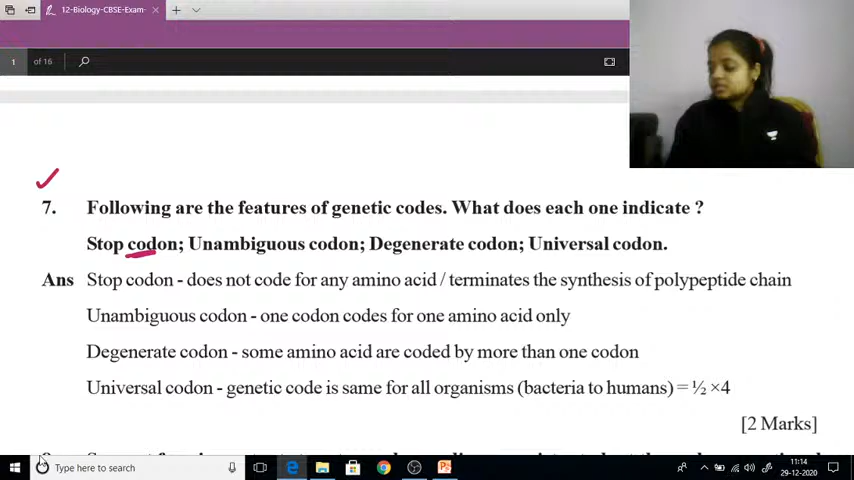 12-Biology-CBSE-Exam-
1 of 16
7. Following are the features of genetic codes. What does each one indicate ?
Stop codon; Unambiguous codon; Degenerate codon; Universal codon.
Ans Stop codon - does not code for any amino acid / terminates the synthesis of polypeptide chain
Unambiguous codon - one codon codes for one amino acid only
Degenerate codon - some amino acid are coded by more than one codon
Universal codon - genetic code is same for all organisms (bacteria to humans) = ½ ×4
[2 Marks]
Type here to search
11:14
29-12-2020